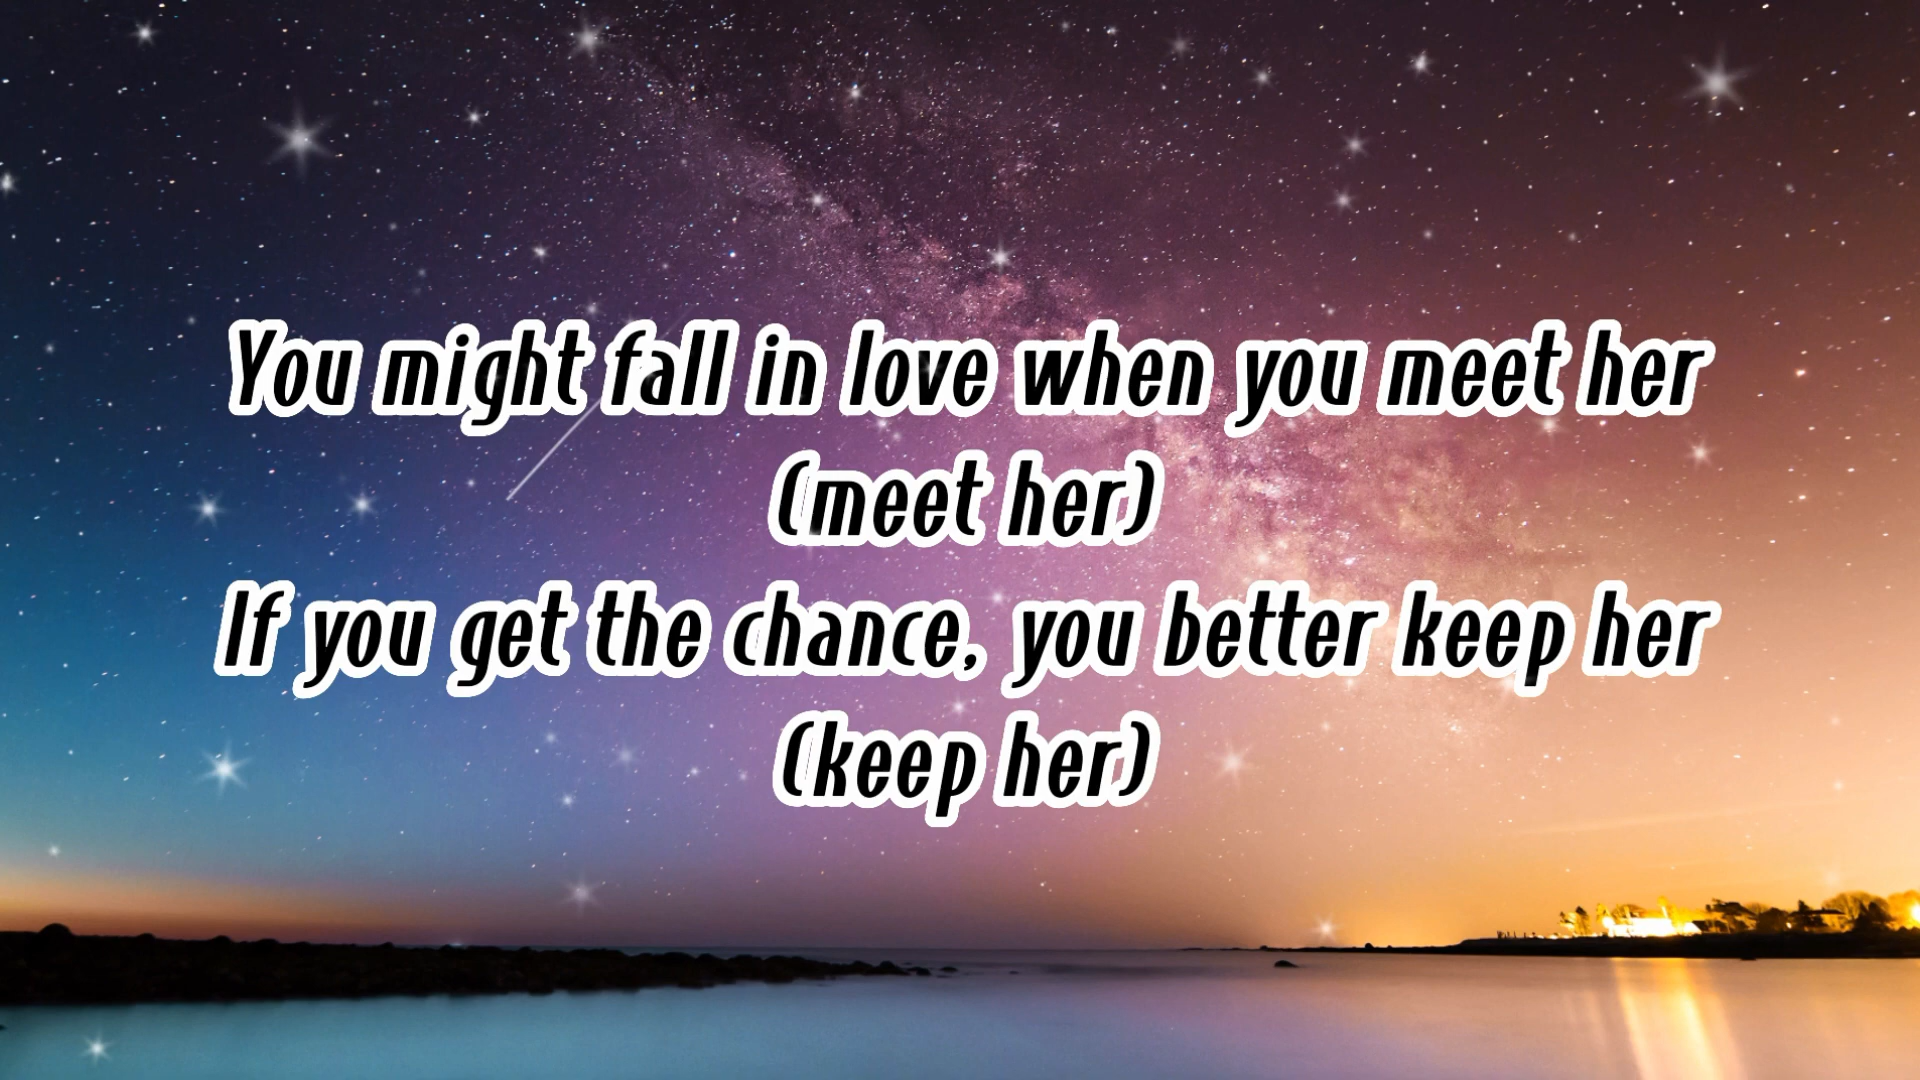 You might fall in love when you meet her
(meet her)
If you get the chance, you better keep her
(keep her)